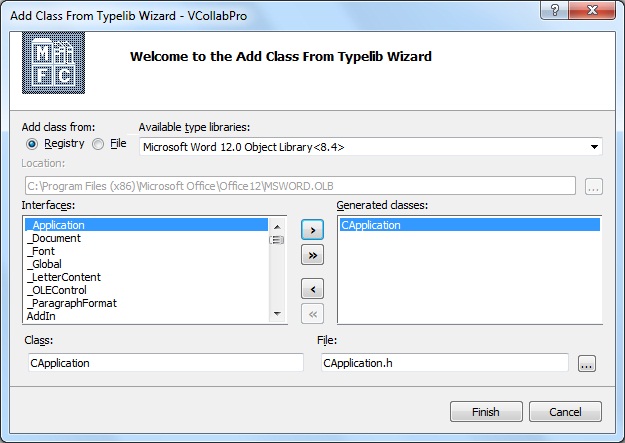 Add Class From Typelib Wizard - VCollabPro
MFC
Welcome to the Add Class From Typelib Wizard
Add class from:
Available type libraries:
Registry
File
Microsoft Word 12.0 Object Library<8.4>
Location:
C:\Program Files (x86)\Microsoft Office\Office12\MSWORD.OLB
...
Interfaces:
Generated classes:
_Application
_Document
_Font
_Global
_LetterContent
_OLEControl
_ParagraphFormat
AddIn
>
>>
<
<<
CApplication
Class:
File:
CApplication
CApplication.h
...
Finish
Cancel